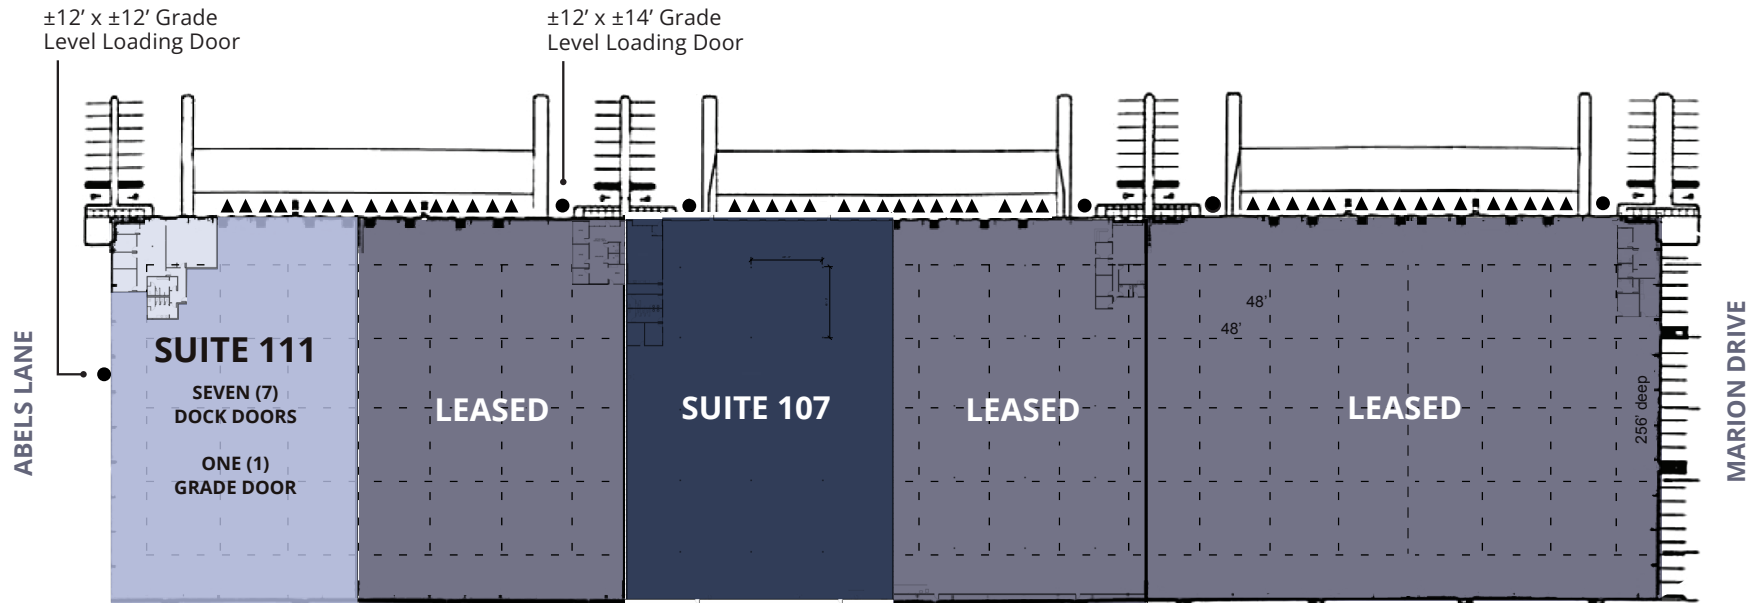 ±12’ x ±12’ Grade
Level Loading Door
±12’ x ±14’ Grade
Level Loading Door
ABELS LANE
SUITE 111
SEVEN (7)
DOCK DOORS
ONE (1)
GRADE DOOR
LEASED
SUITE 107
LEASED
48'
48'
LEASED
256' deep
MARION DRIVE